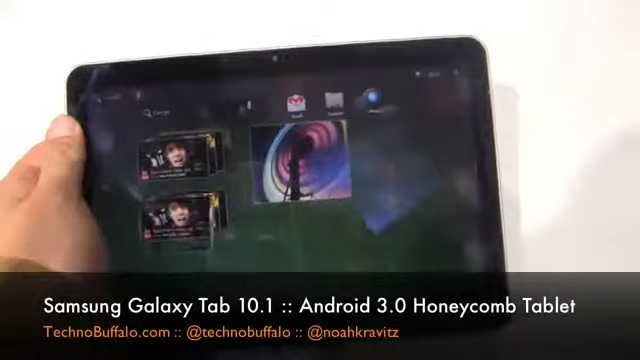 Samsung Galaxy Tab 10.1 :: Android 3.0 Honeycomb Tablet
TechnoBuffalo.com :: @technobuffalo :: @noahkravitz